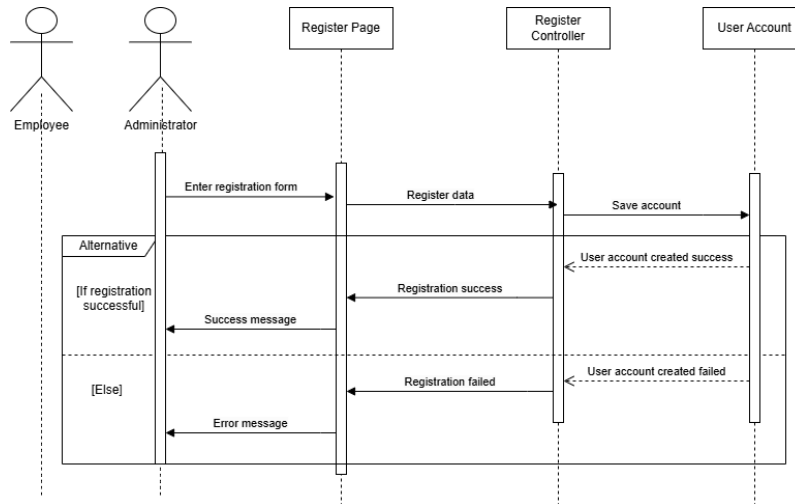 Register Page
Register
Controller
User Account
Employee
Administrator
Enter registration form
Register data
Save account
Alternative
User account created success
[If registration
successful]
Registration success
Success message
User account created failed
[Else]
Registration failed
Error message